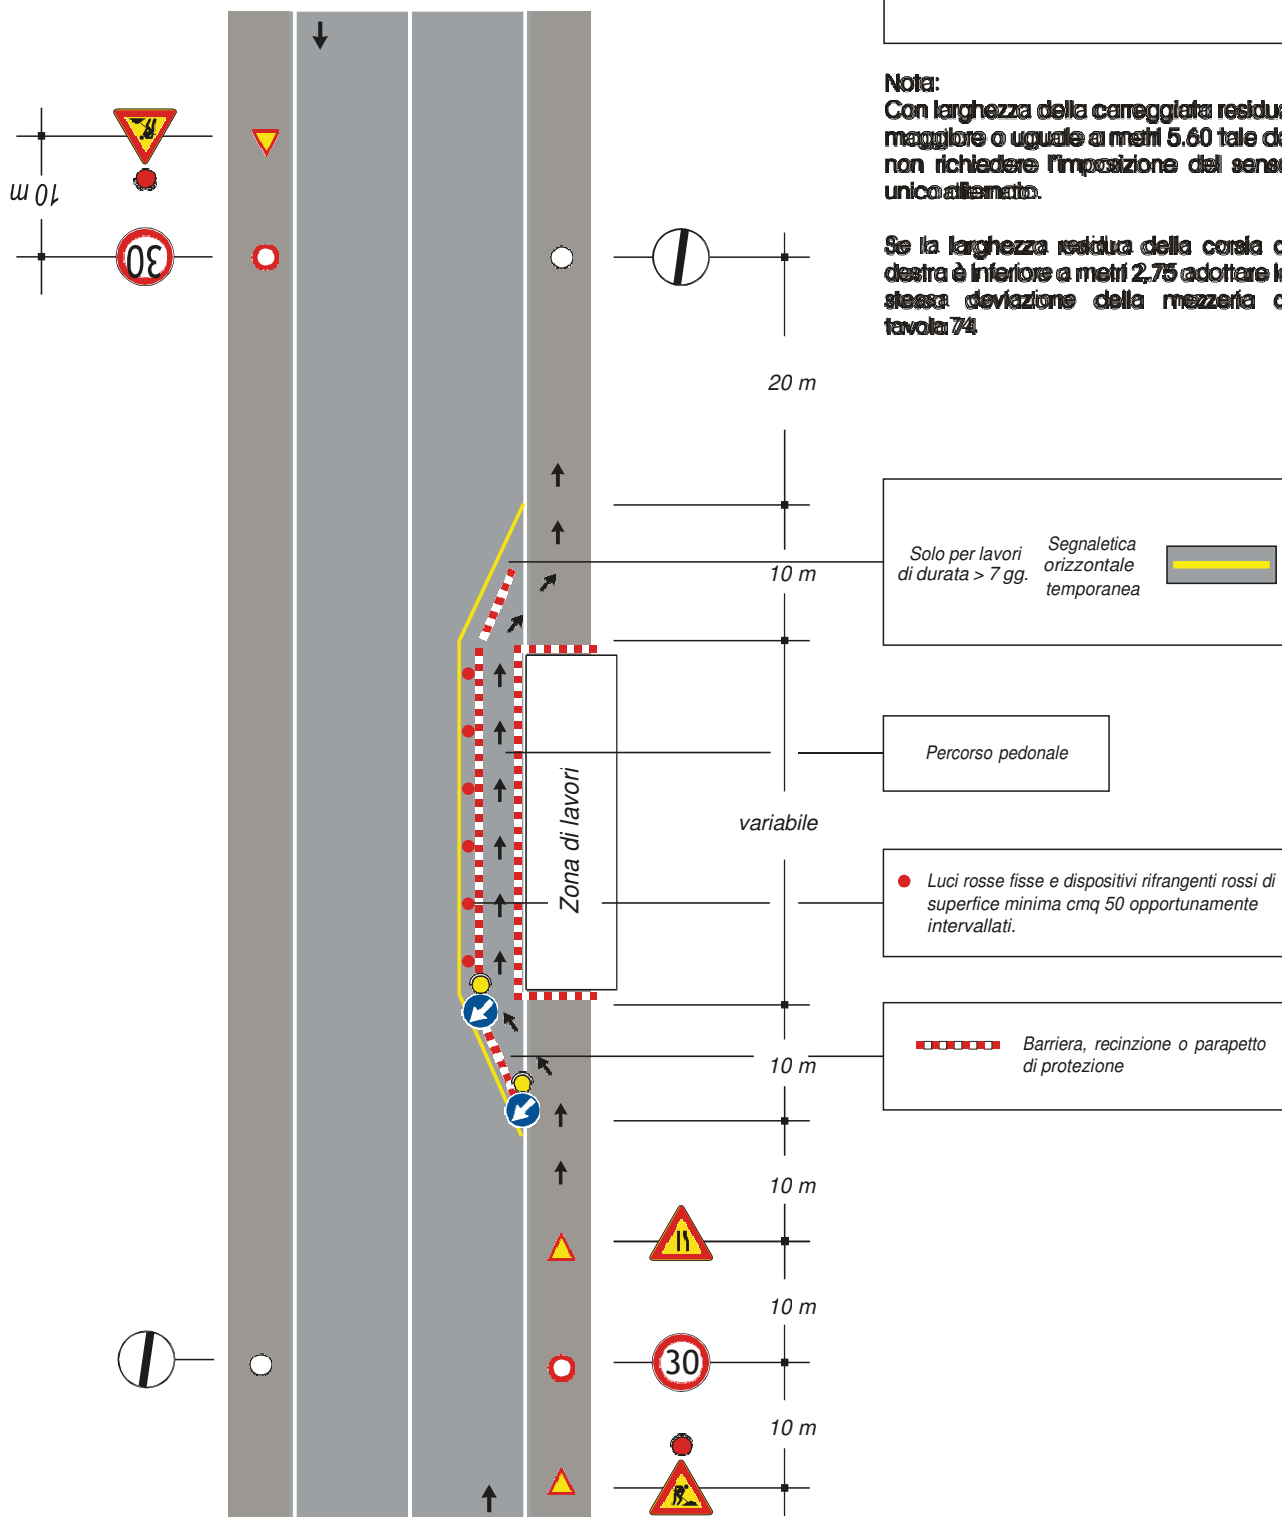 Nota:
Con larghezza della carreggiata residua
maggiore o uguale a metri 5.60 tale da
non richiedere l'imposizione del senso
unico alternato.
Se la larghezza residua della corsia
destra è inferiore a metri 2,75 adottare
stessa deviazione della mezzeria
tavola 74
10 m
30
20 m
10 m
Solo per lavori
di durata > 7 gg.
Segnaletica
orizzontale
temporanea
Percorso pedonale
Zona di lavori
variabile
Luci rosse fisse e dispositivi rifrangenti rossi di
superfice minima cmq 50 opportunamente
intervallati.
Barriera, recinzione o parapetto
di protezione
10 m
10 m
10 m
30
10 m